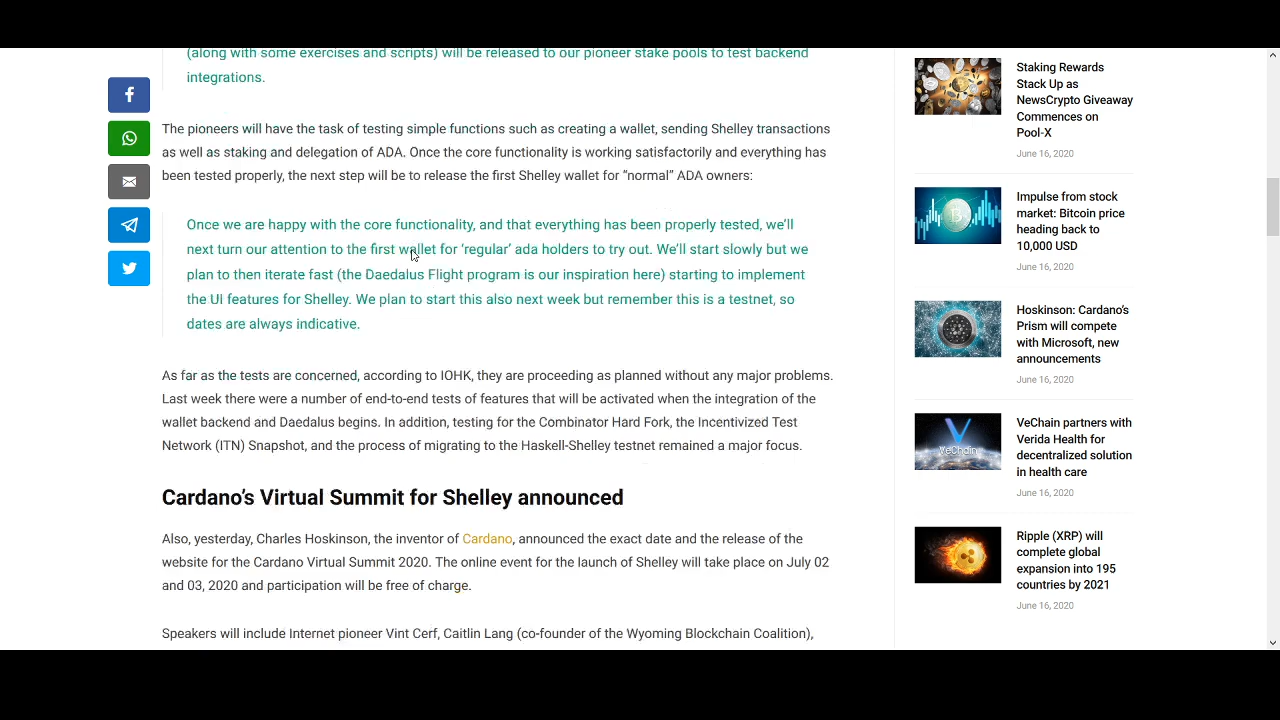 (along with some exercises and scripts) will be released to our pioneer stake pools to test backend
integrations.
The pioneers will have the task of testing simple functions such as creating a wallet, sending Shelley transactions
as well as staking and delegation of ADA. Once the core functionality is working satisfactorily and everything has
been tested properly, the next step will be to release the first Shelley wallet for “normal” ADA owners:
Once we are happy with the core functionality, and that everything has been properly tested, we’ll
next turn our attention to the first wallet for ‘regular’ ada holders to try out. We’ll start slowly but we
plan to then iterate fast (the Daedalus Flight program is our inspiration here) starting to implement
the UI features for Shelley. We plan to start this also next week but remember this is a testnet, so
dates are always indicative.
As far as the tests are concerned, according to IOHK, they are proceeding as planned without any major problems.
Last week there were a number of end-to-end tests of features that will be activated when the integration of the
wallet backend and Daedalus begins. In addition, testing for the Combinator Hard Fork, the Incentivized Test
Network (ITN) Snapshot, and the process of migrating to the Haskell-Shelley testnet remained a major focus.
Cardano’s Virtual Summit for Shelley announced
Also, yesterday, Charles Hoskinson, the inventor of Cardano, announced the exact date and the release of the
website for the Cardano Virtual Summit 2020. The online event for the launch of Shelley will take place on July 02
and 03, 2020 and participation will be free of charge.
Speakers will include Internet pioneer Vint Cerf, Caitlin Lang (co-founder of the Wyoming Blockchain Coalition),
Staking Rewards
Stack Up as
NewsCrypto Giveaway
Commences on
Pool-X
June 16, 2020
Impulse from stock
market: Bitcoin price
heading back to
10,000 USD
June 16, 2020
Hoskinson: Cardano’s
Prism will compete
with Microsoft, new
announcements
June 16, 2020
VeChain
VeChain partners with
Verida Health for
decentralized solution
in health care
June 16, 2020
Ripple (XRP) will
complete global
expansion into 195
countries by 2021
June 16, 2020